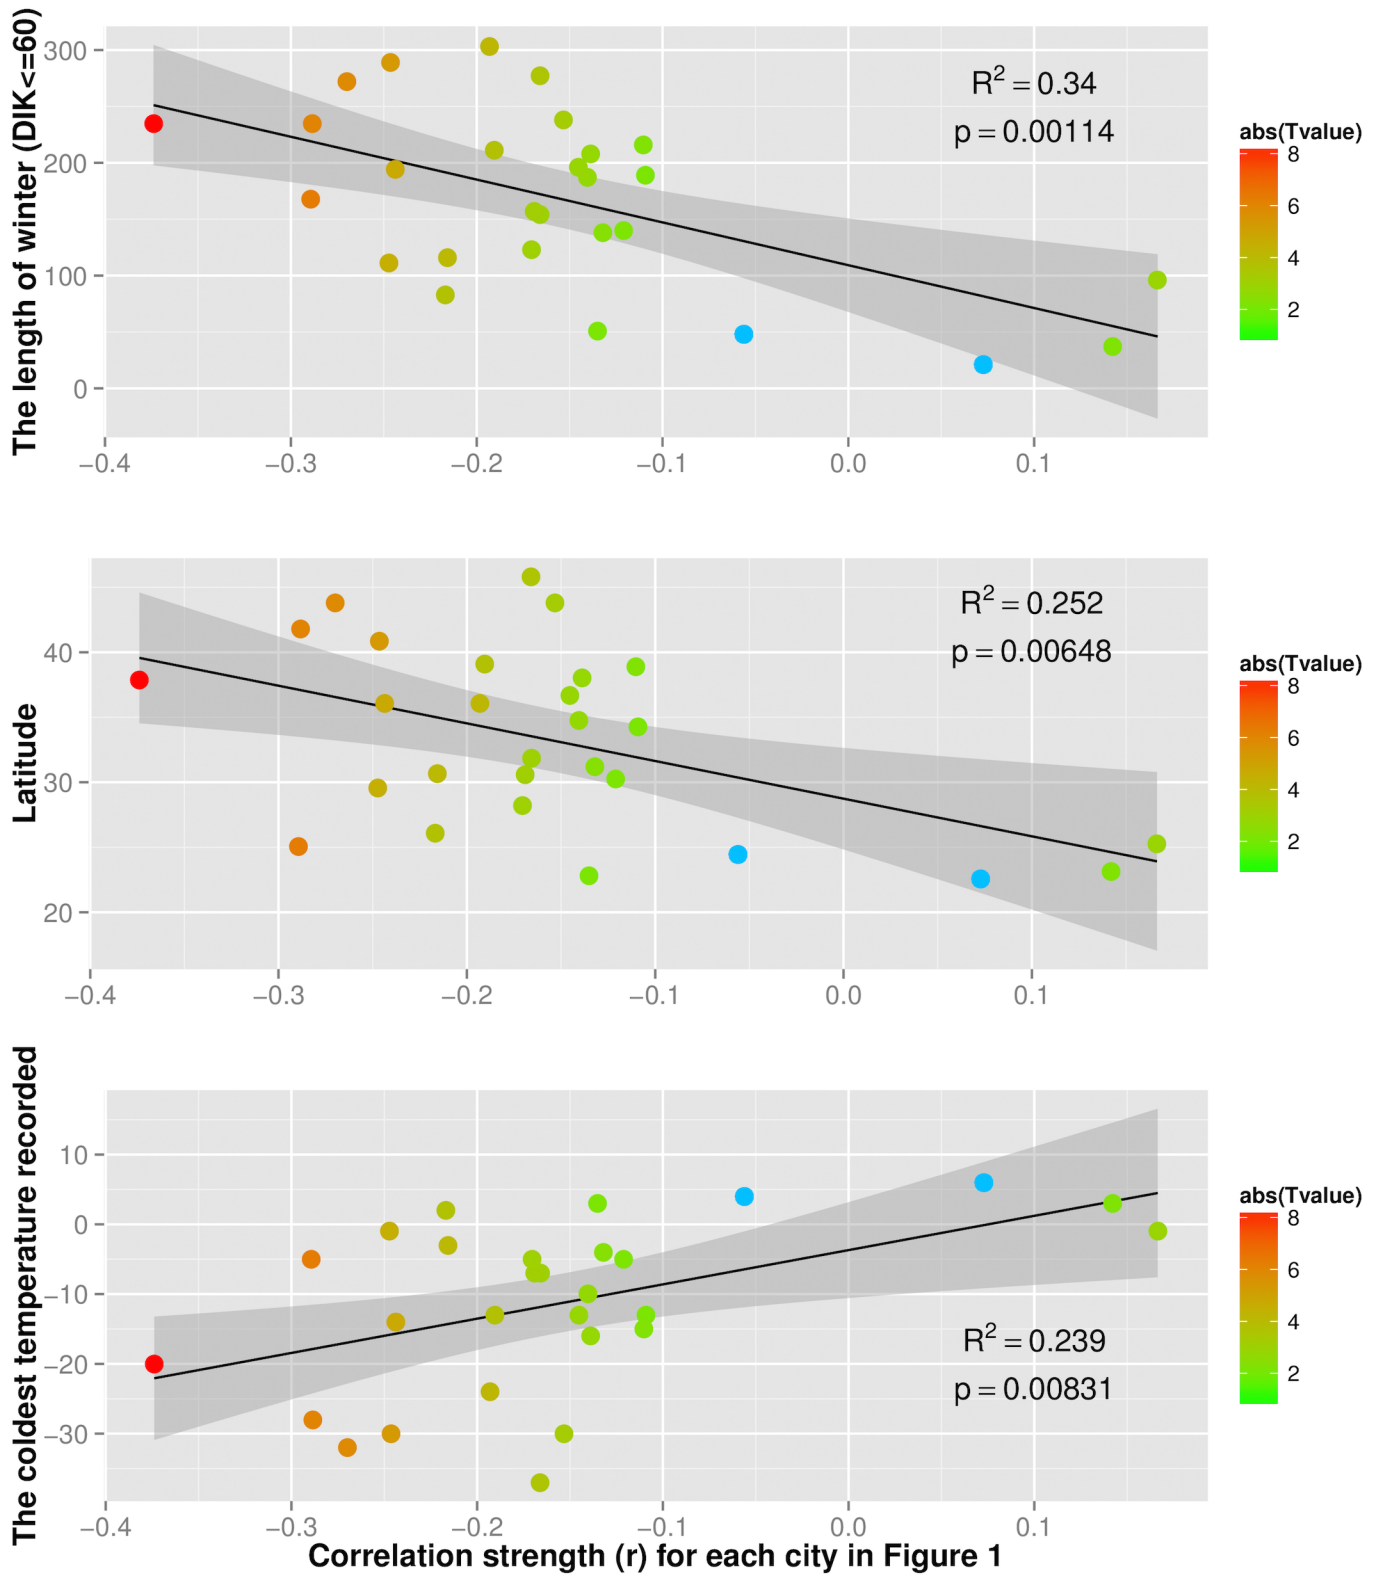 The length of winter (DIK<=60)
300
200
100
0
R² = 0.34
p = 0.00114
abs(Tvalue)
8
6
4
2
−0.4 −0.3 −0.2 −0.1 0.0 0.1
Latitude
40
30
20
R² = 0.252
p = 0.00648
abs(Tvalue)
8
6
4
2
−0.4 −0.3 −0.2 −0.1 0.0 0.1
The coldest temperature recorded
10
0
−10
−20
−30
R² = 0.239
p = 0.00831
abs(Tvalue)
8
6
4
2
−0.4 −0.3 −0.2 −0.1 0.0 0.1
Correlation strength (r) for each city in Figure 1